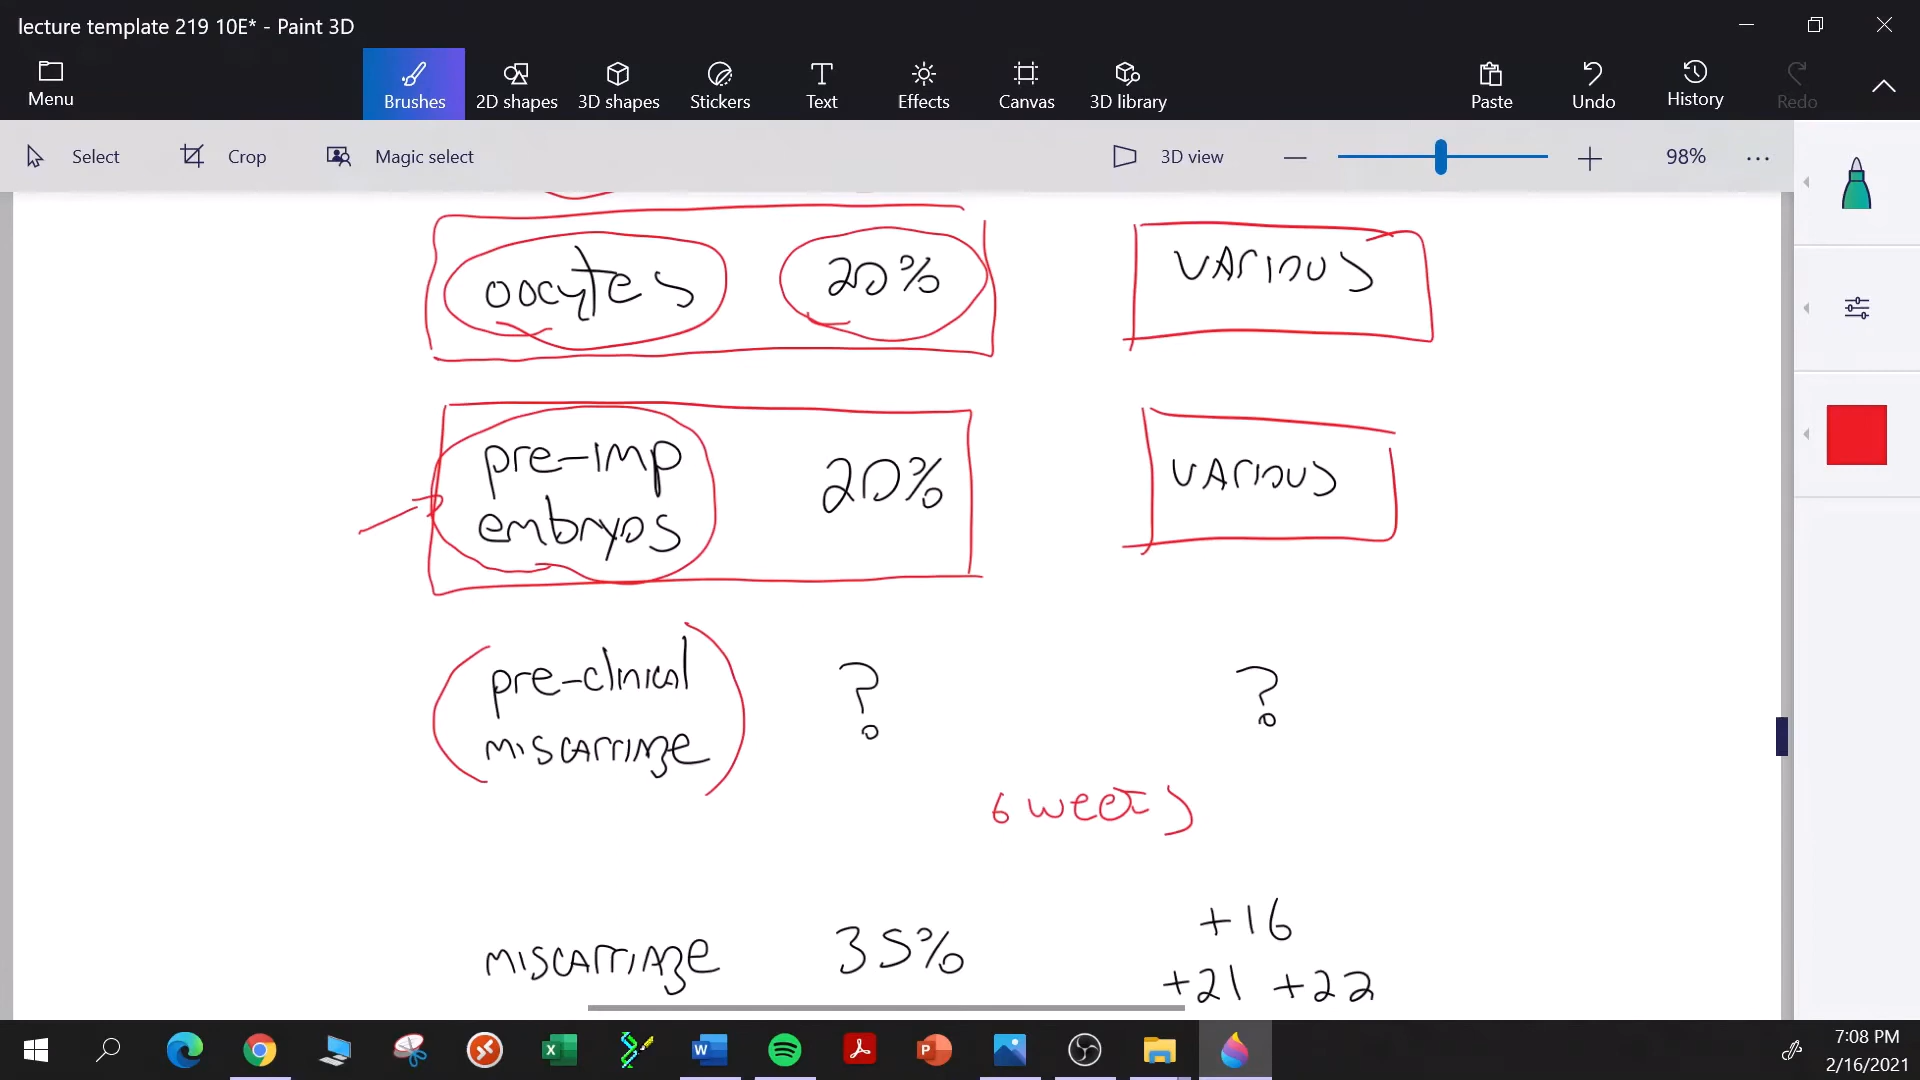 lecture template 219 10E* - Paint 3D
Menu
Brushes
2D shapes
3D shapes
Stickers
Text
Effects
Canvas
3D library
Paste
Undo
History
Redo
Select
Crop
Magic select
3D view
98%
oocytes 20% various
pre-imp
embryos 20% various
pre-clinical
miscarriage ? ?
6 weeks
miscarriage 35% +16
+21 +22
7:08 PM
2/16/2021